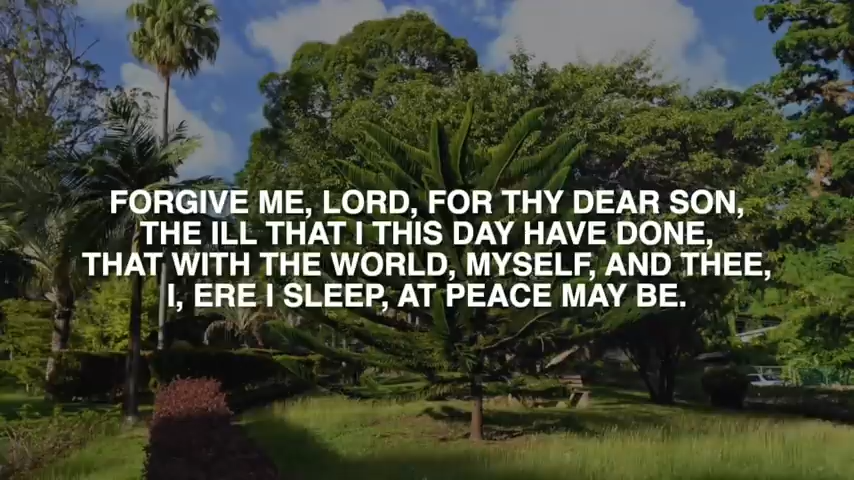 FORGIVE ME, LORD, FOR THY DEAR SON,
THE ILL THAT I THIS DAY HAVE DONE,
THAT WITH THE WORLD, MYSELF, AND THEE,
I, ERE I SLEEP, AT PEACE MAY BE.